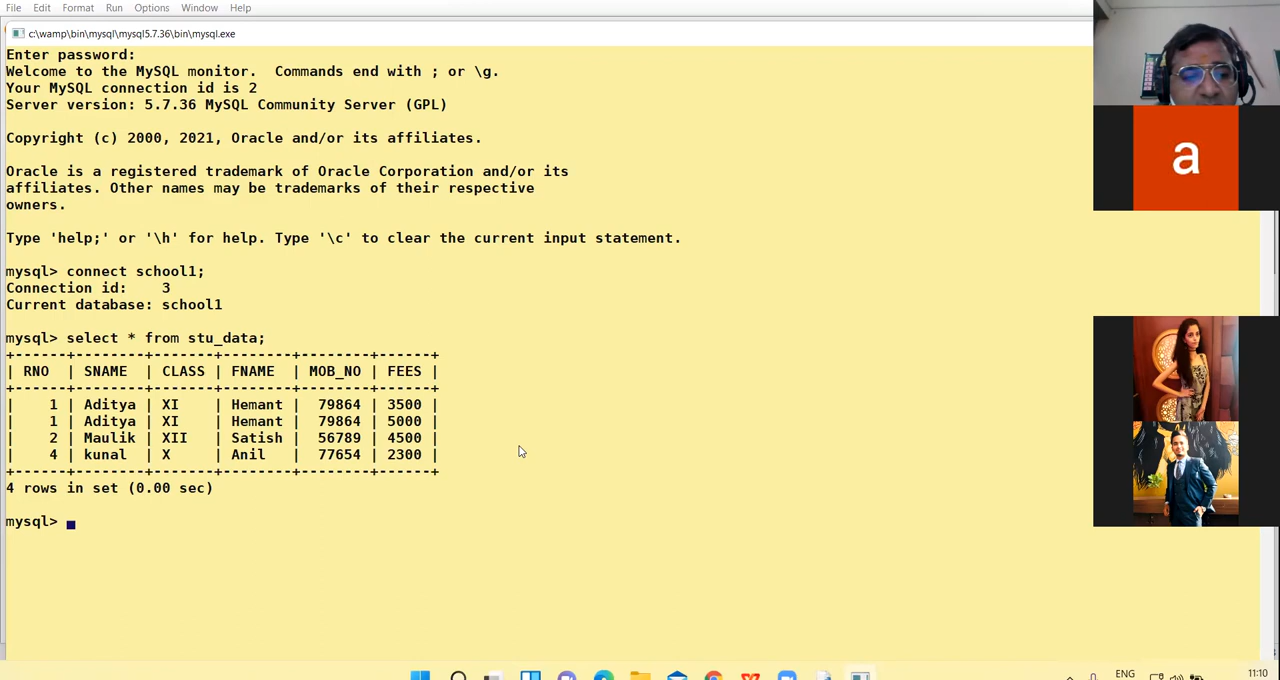 File Edit Format Run Options Window Help
c:\wamp\bin\mysql\mysql5.7.36\bin\mysql.exe
Enter password:
Welcome to the MySQL monitor.  Commands end with ; or \g.
Your MySQL connection id is 2
Server version: 5.7.36 MySQL Community Server (GPL)
Copyright (c) 2000, 2021, Oracle and/or its affiliates.
Oracle is a registered trademark of Oracle Corporation and/or its
affiliates. Other names may be trademarks of their respective
owners.
Type 'help;' or '\h' for help. Type '\c' to clear the current input statement.
mysql> connect school1;
Connection id:    3
Current database: school1
mysql> select * from stu_data;
+------+--------+-------+--------+--------+------+
| RNO  | SNAME  | CLASS | FNAME  | MOB_NO | FEES |
+------+--------+-------+--------+--------+------+
|    1 | Aditya | XI    | Hemant |  79864 | 3500 |
|    1 | Aditya | XI    | Hemant |  79864 | 5000 |
|    2 | Maulik | XII   | Satish |  56789 | 4500 |
|    4 | kunal  | X     | Anil   |  77654 | 2300 |
+------+--------+-------+--------+--------+------+
4 rows in set (0.00 sec)
mysql>
a
ENG
11:10